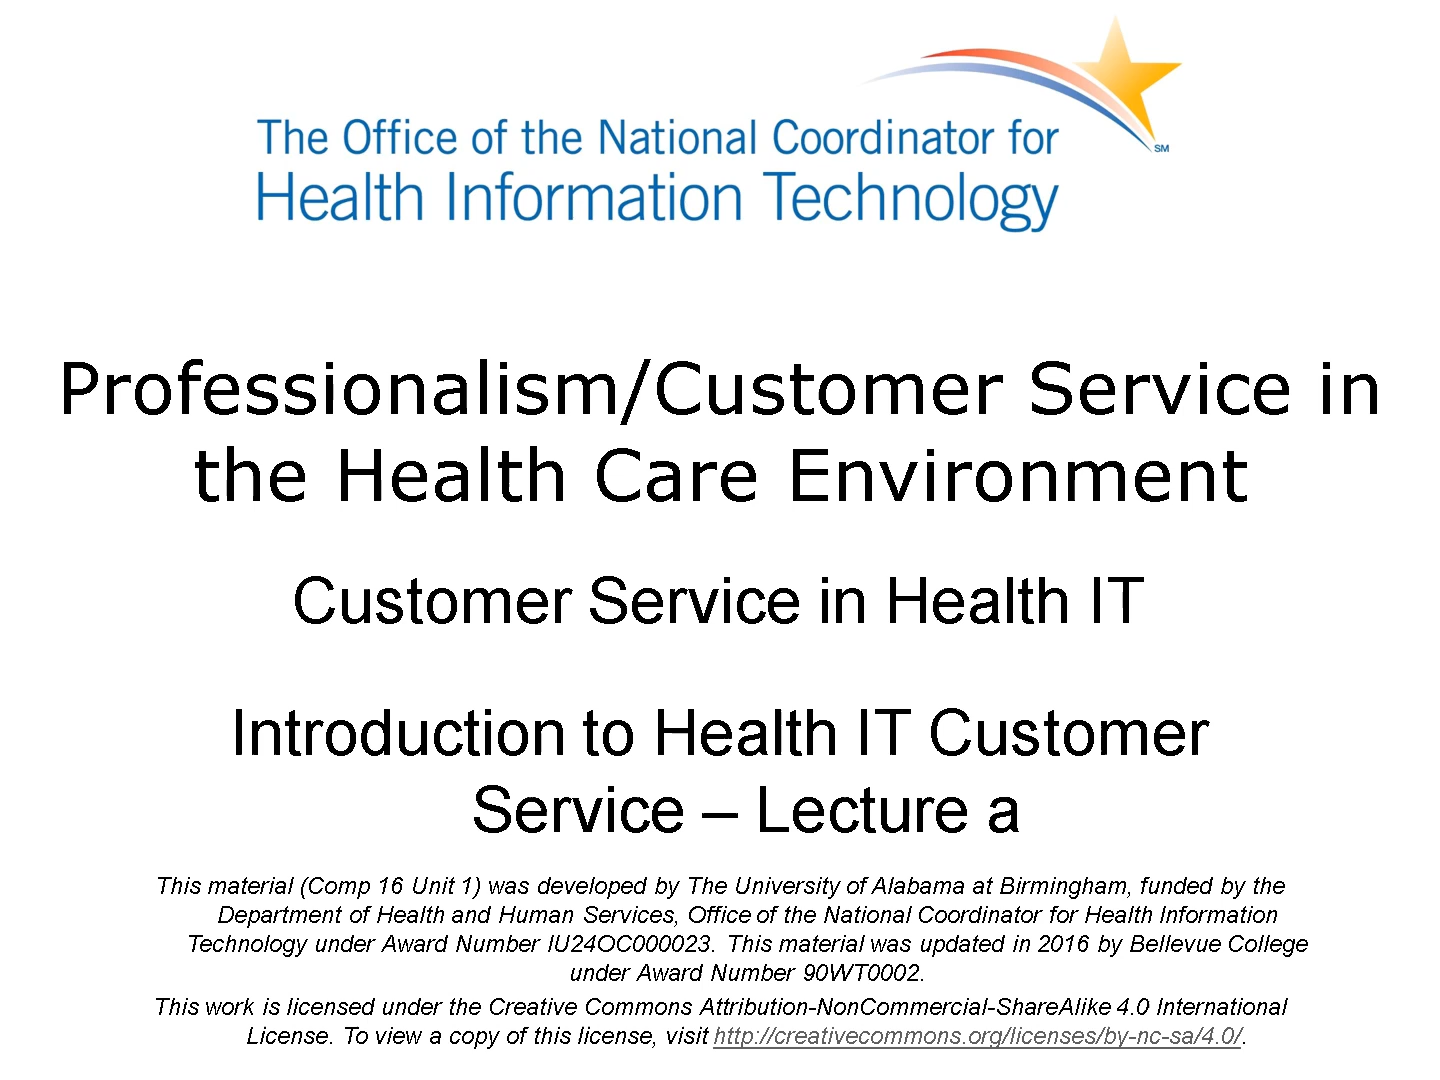 The Office of the National Coordinator for
Health Information Technology
SM
Professionalism/Customer Service in
the Health Care Environment
Customer Service in Health IT
Introduction to Health IT Customer
Service – Lecture a
This material (Comp 16 Unit 1) was developed by The University of Alabama at Birmingham, funded by the
Department of Health and Human Services, Office of the National Coordinator for Health Information
Technology under Award Number IU24OC000023. This material was updated in 2016 by Bellevue College
under Award Number 90WT0002.
This work is licensed under the Creative Commons Attribution-NonCommercial-ShareAlike 4.0 International
License. To view a copy of this license, visit http://creativecommons.org/licenses/by-nc-sa/4.0/.